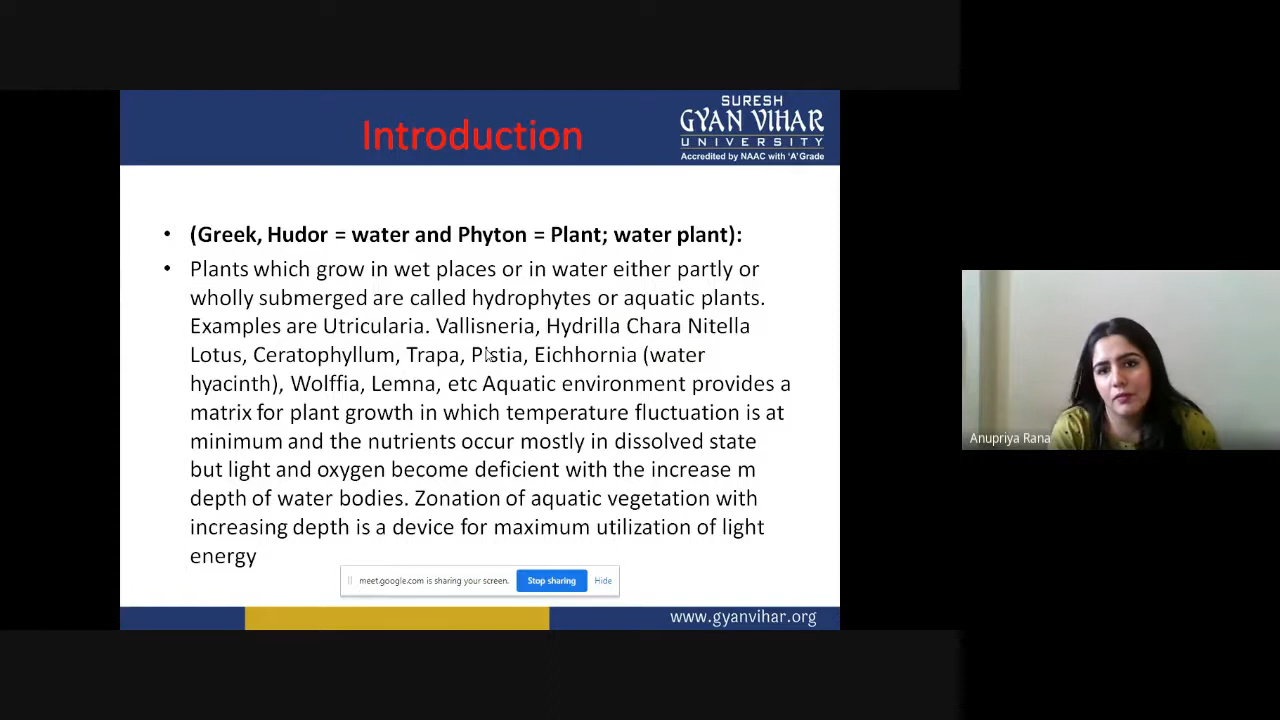 Introduction
SURESH
GYAN VIHAR
UNIVERSITY
Accredited by NAAC with 'A' Grade
• (Greek, Hudor = water and Phyton = Plant; water plant):
• Plants which grow in wet places or in water either partly or
wholly submerged are called hydrophytes or aquatic plants.
Examples are Utricularia. Vallisneria, Hydrilla Chara Nitella
Lotus, Ceratophyllum, Trapa, Pistia, Eichhornia (water
hyacinth), Wolffia, Lemna, etc Aquatic environment provides a
matrix for plant growth in which temperature fluctuation is at
minimum and the nutrients occur mostly in dissolved state
but light and oxygen become deficient with the increase m
depth of water bodies. Zonation of aquatic vegetation with
increasing depth is a device for maximum utilization of light
energy
meet.google.com is sharing your screen. Stop sharing Hide
www.gyanvihar.org
Anupriya Rana